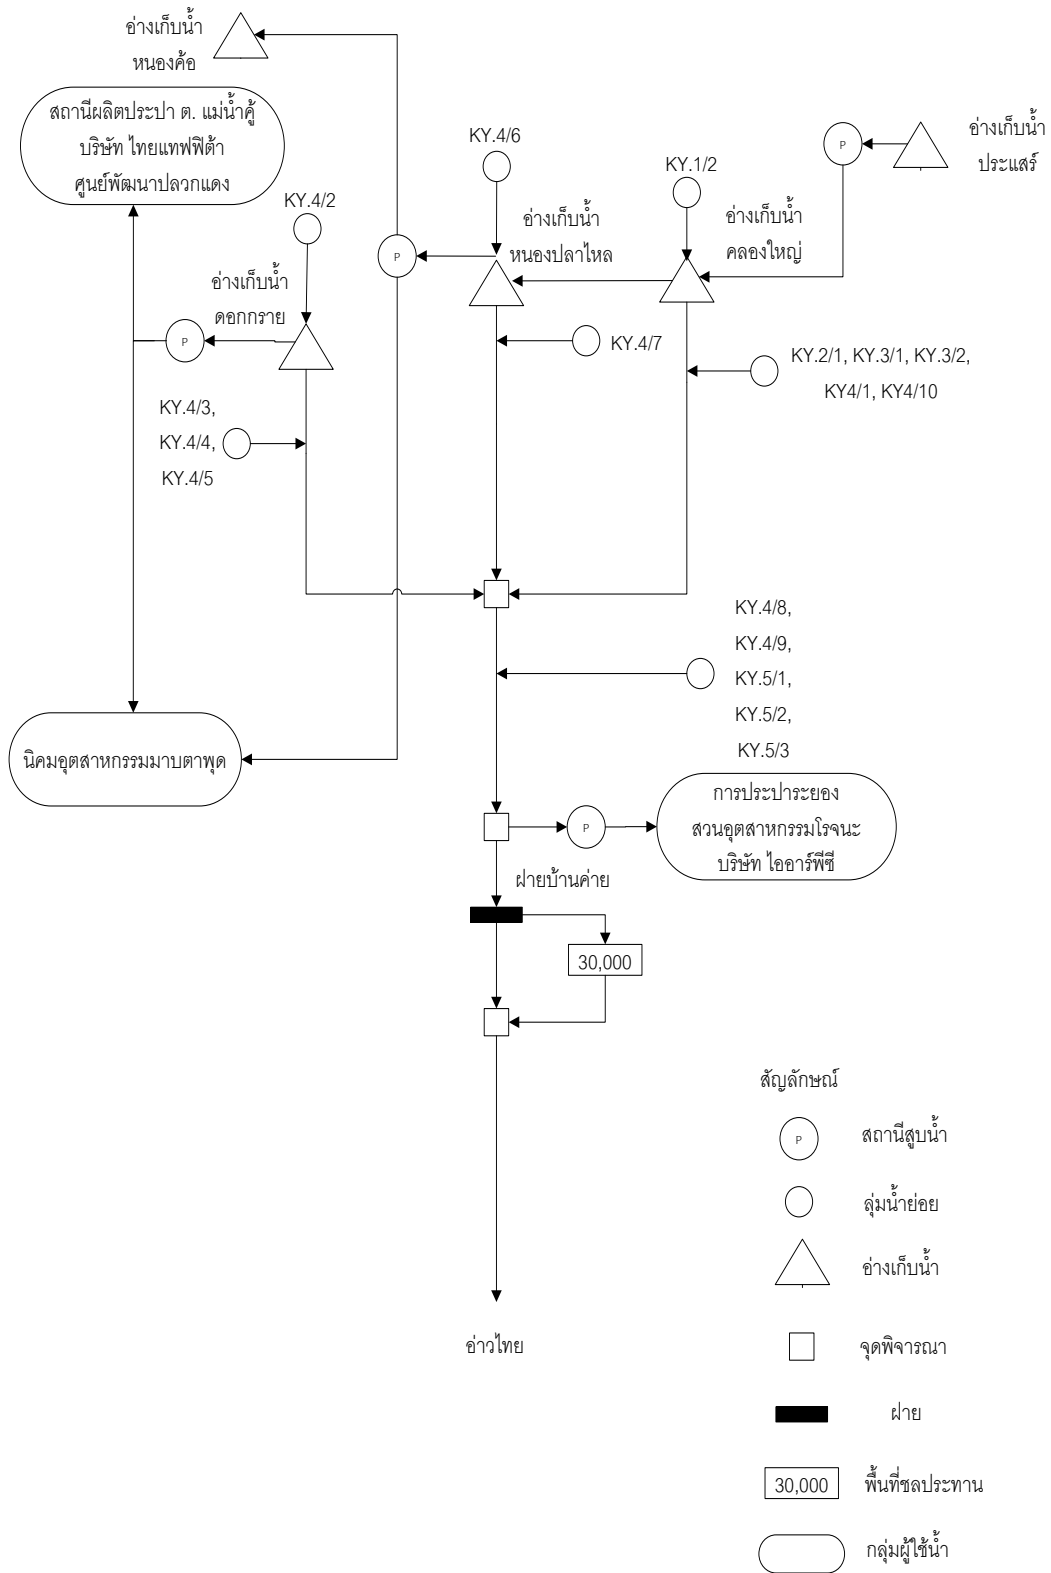 อ่างเก็บน้ำ
หนองค้อ
สถานีผลิตประปา ต. แม่น้ำคู้
บริษัท ไทยแทฟฟิต้า
ศูนย์พัฒนาปลวกแดง
KY.4/6
P
อ่างเก็บน้ำ
ประแสร์
KY.1/2
KY.4/2
อ่างเก็บน้ำ
หนองปลาไหล
อ่างเก็บน้ำ
คลองใหญ่
P
อ่างเก็บน้ำ
ดอกกราย
P
KY.4/7
KY.2/1, KY.3/1, KY.3/2,
KY4/1, KY4/10
KY.4/3,
KY.4/4,
KY.4/5
KY.4/8,
KY.4/9,
KY.5/1,
KY.5/2,
KY.5/3
นิคมอุตสาหกรรมมาบตาพุด
P
การประปาระยอง
สวนอุตสาหกรรมโรจนะ
บริษัท ไออาร์พีซี
ฝายบ้านค่าย
30,000
อ่าวไทย
สัญลักษณ์
P
สถานีสูบน้ำ
ลุ่มน้ำย่อย
อ่างเก็บน้ำ
จุดพิจารณา
ฝาย
30,000
พื้นที่ชลประทาน
กลุ่มผู้ใช้น้ำ